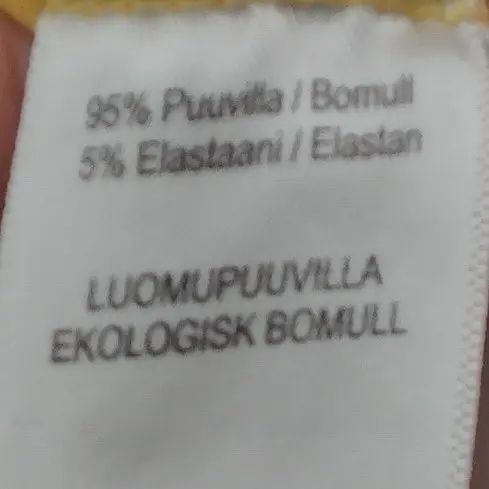 95% Puuvilla / Bomull
5% Elastaani / Elastan
LUOMUPUUVILLA
EKOLOGISK BOMULL